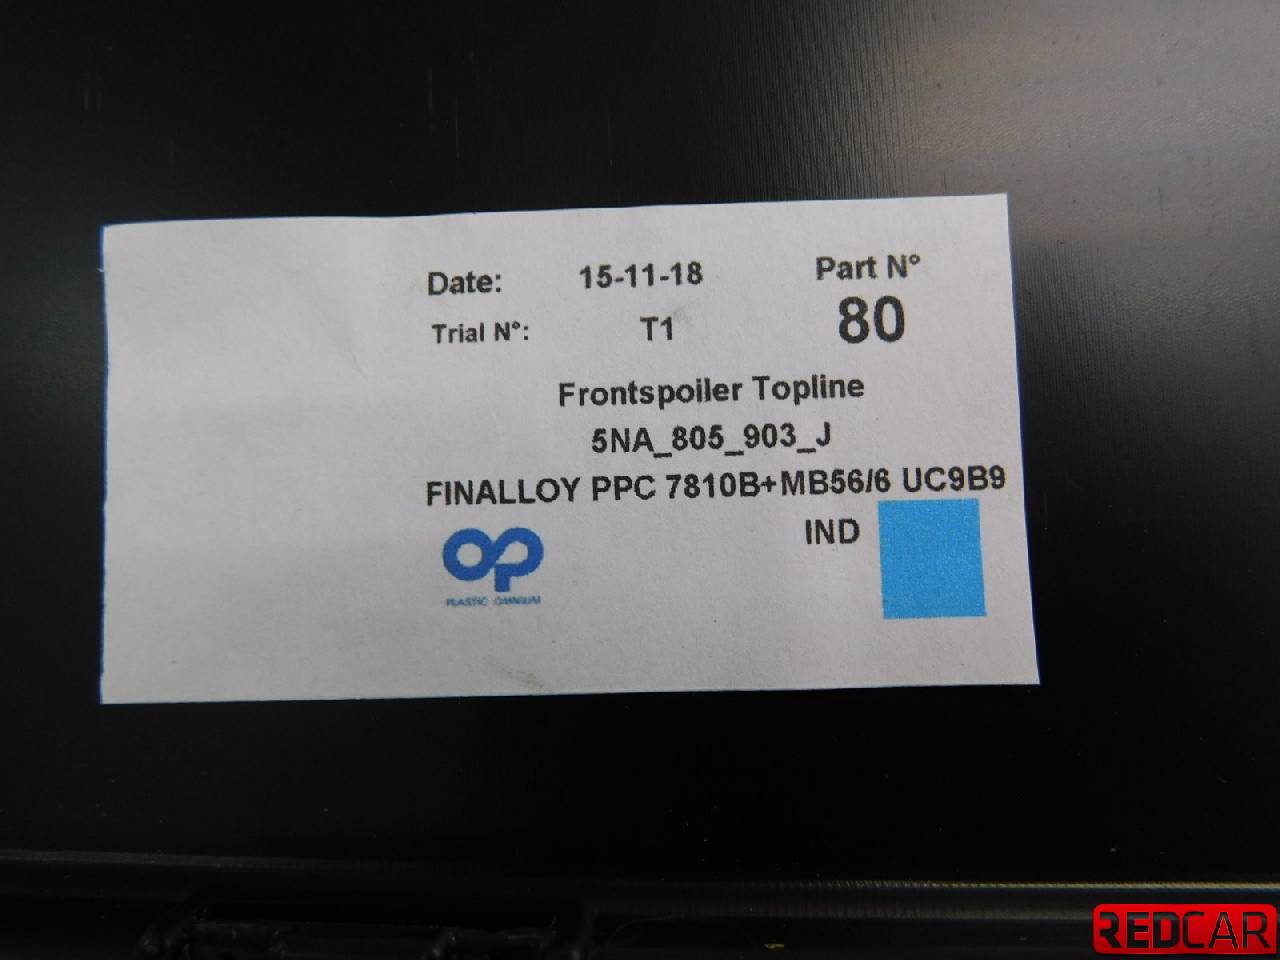 Date: 15-11-18 Part N°
Trial N°: T1 80
Frontspoiler Topline
5NA_805_903_J
FINALLOY PPC 7810B+MB56/6 UC9B9
IND
PLASTIC OMNIUM
REDCAR